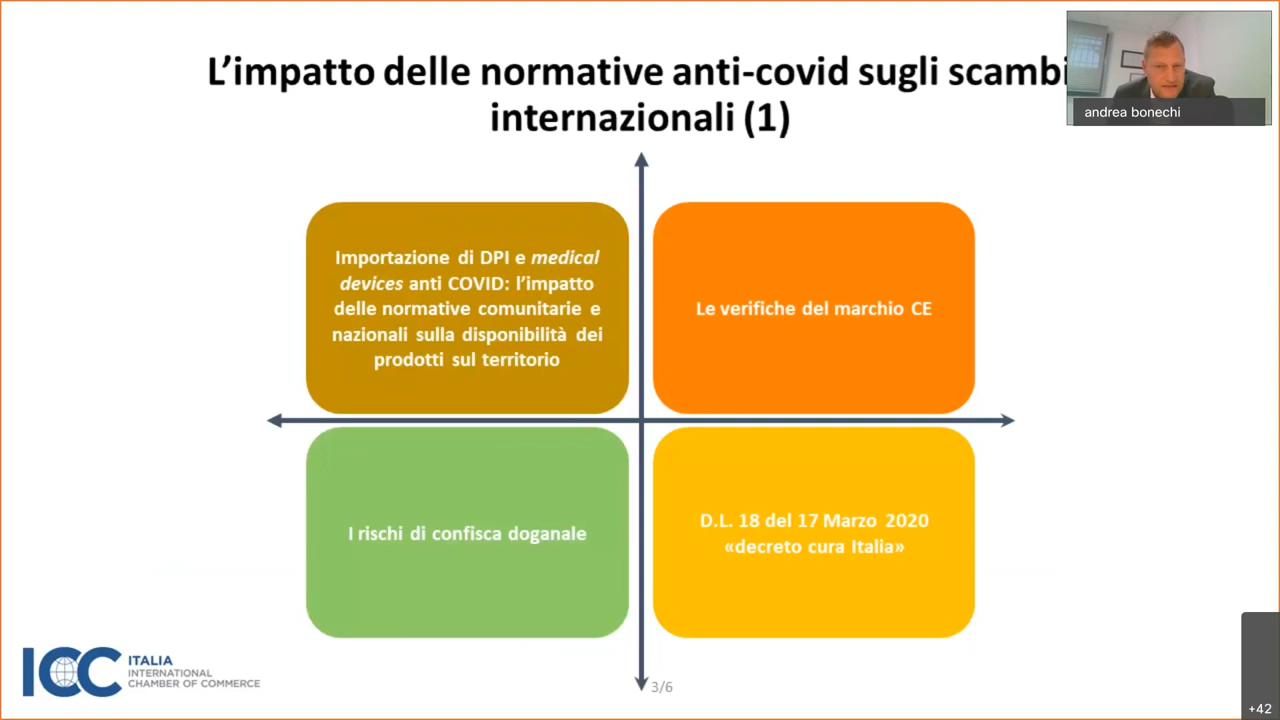 L'impatto delle normative anti-covid sugli scambi
internazionali (1)
andrea bonechi
Importazione di DPI e medical
devices anti COVID: l'impatto
delle normative comunitarie e
nazionali sulla disponibilità dei
prodotti sul territorio
Le verifiche del marchio CE
I rischi di confisca doganale
D.L. 18 del 17 Marzo 2020
«decreto cura Italia»
ICC ITALIA
INTERNATIONAL
CHAMBER OF COMMERCE
3/6
+42